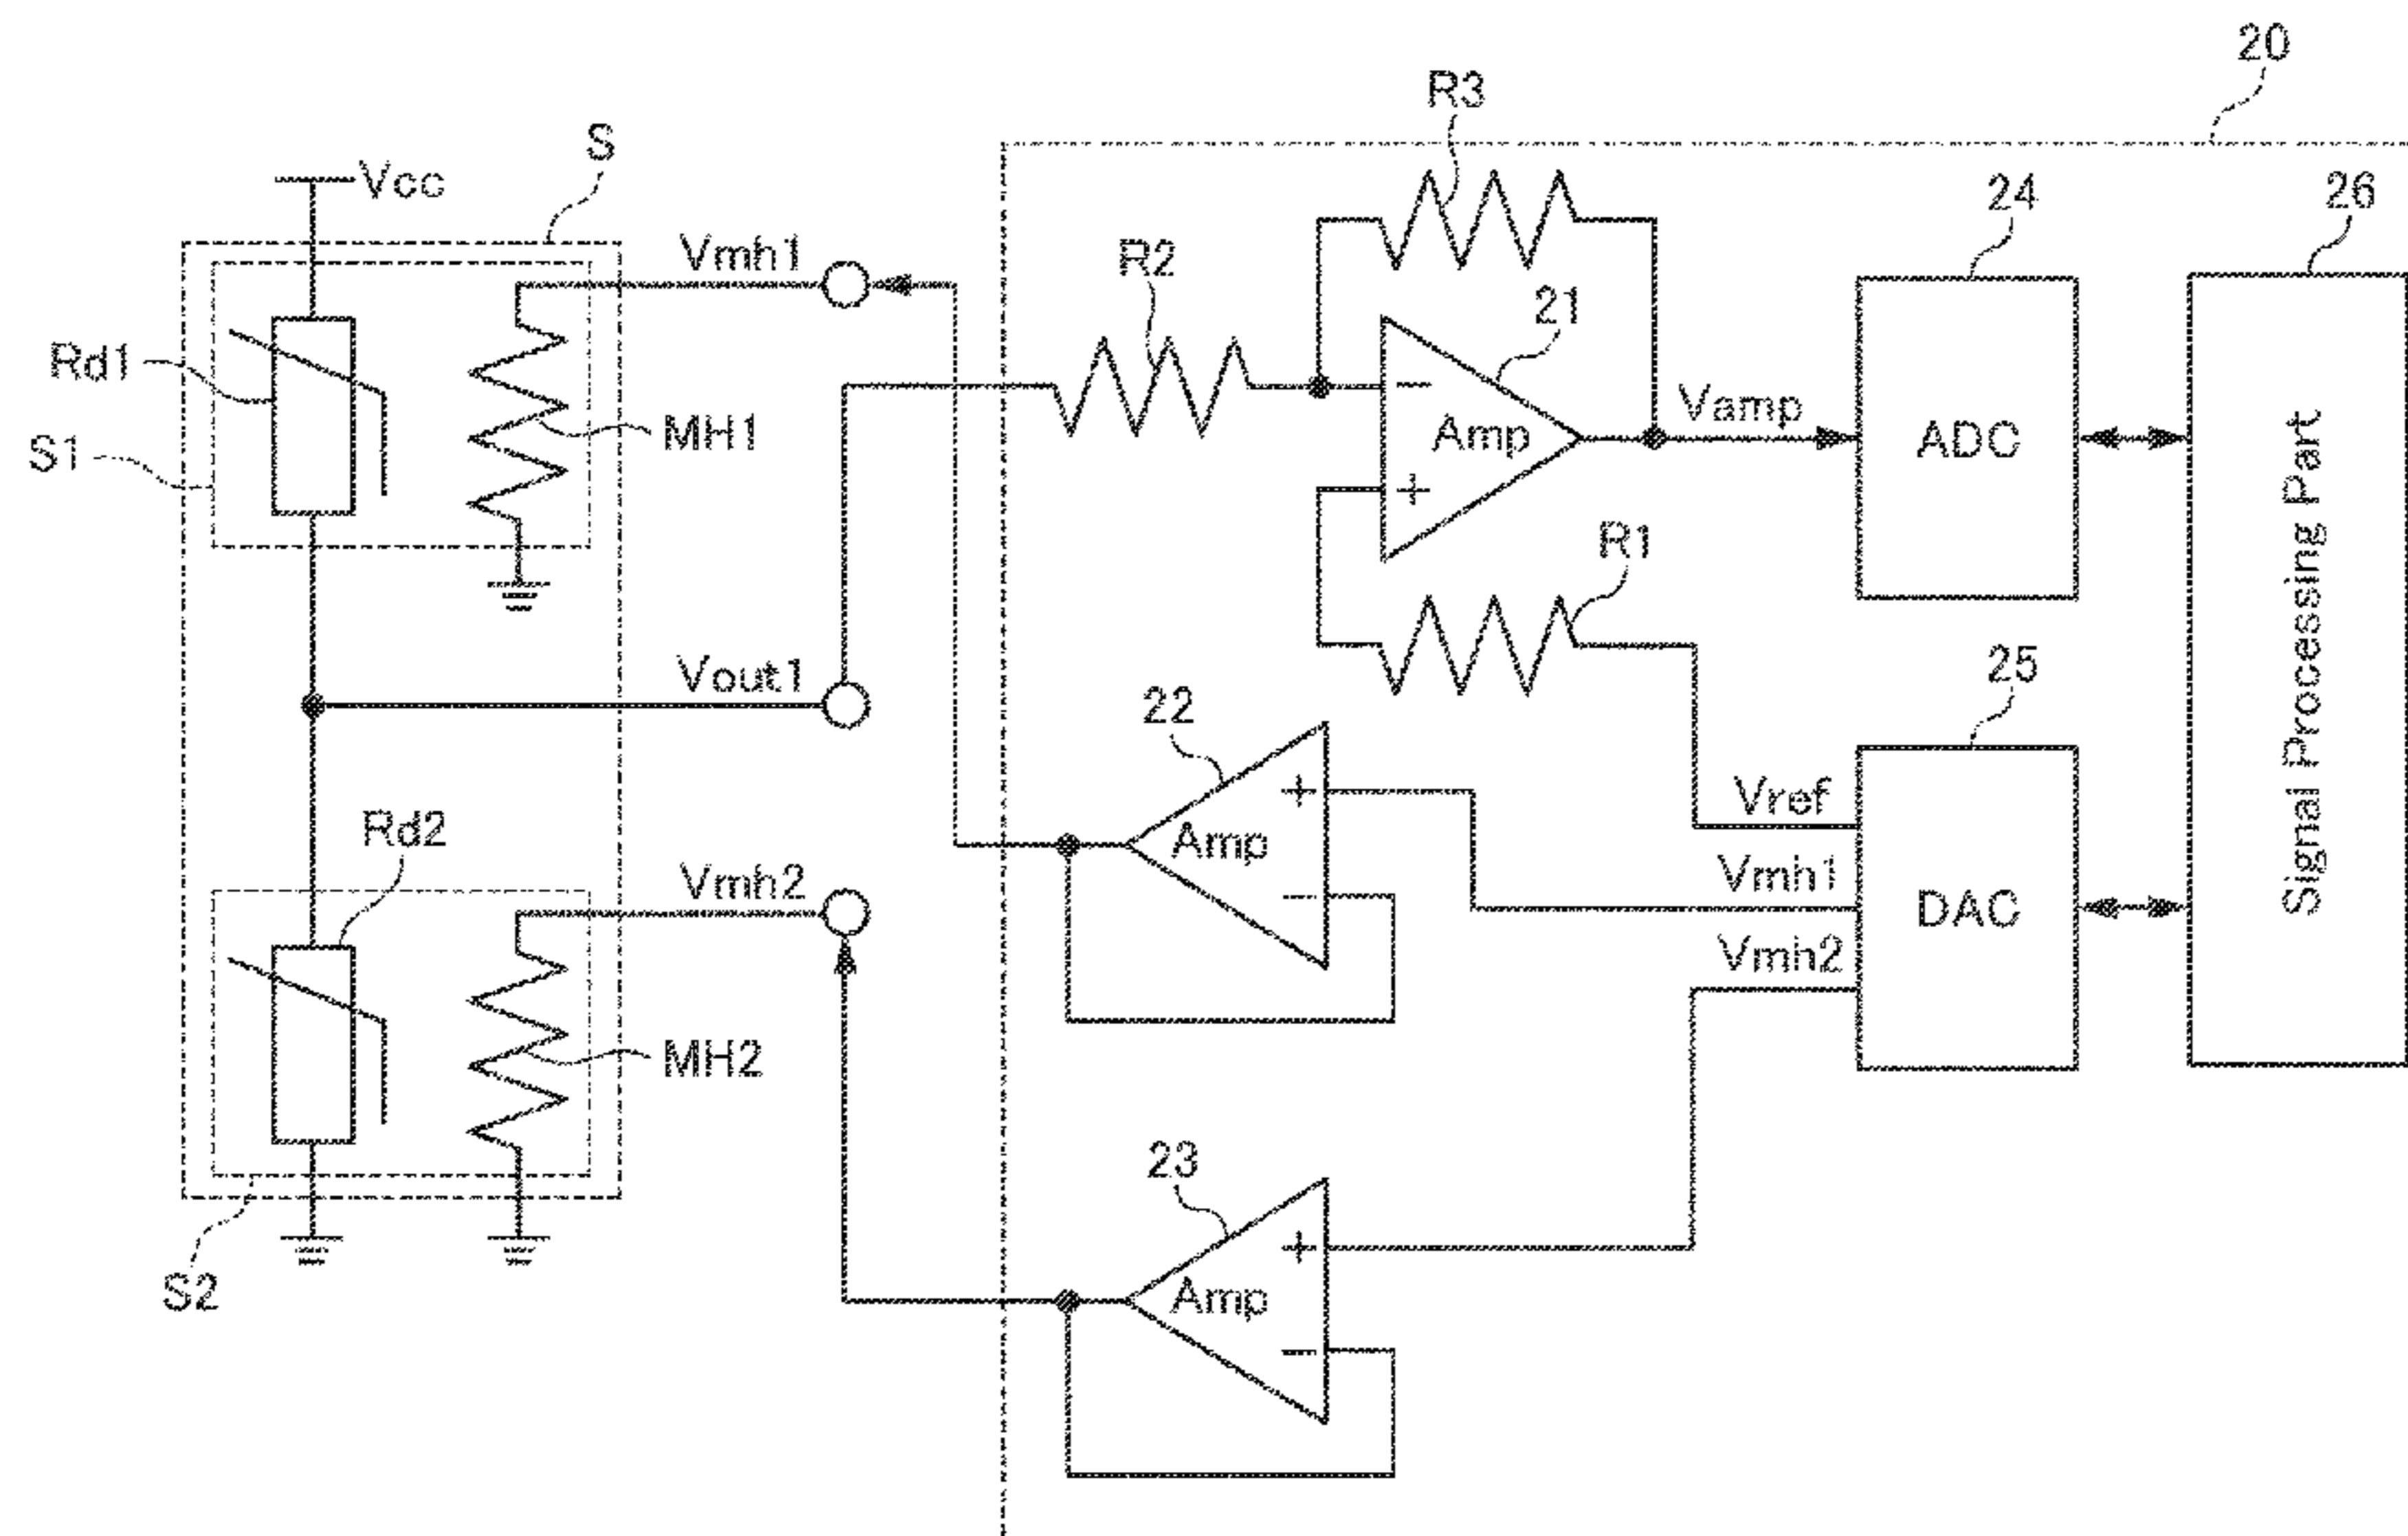 20
R3
S
Vcc
24
26
Vmh1
R2
21
Rd1
MH1
Vamp
ADC
S1
−
Amp
+
R1
Signal Processing Part
Vout1
25
22
Vref
Rd2
+
Amp
−
Vmh1
DAC
Vmh2
Vmh2
MH2
23
+
Amp
−
S2